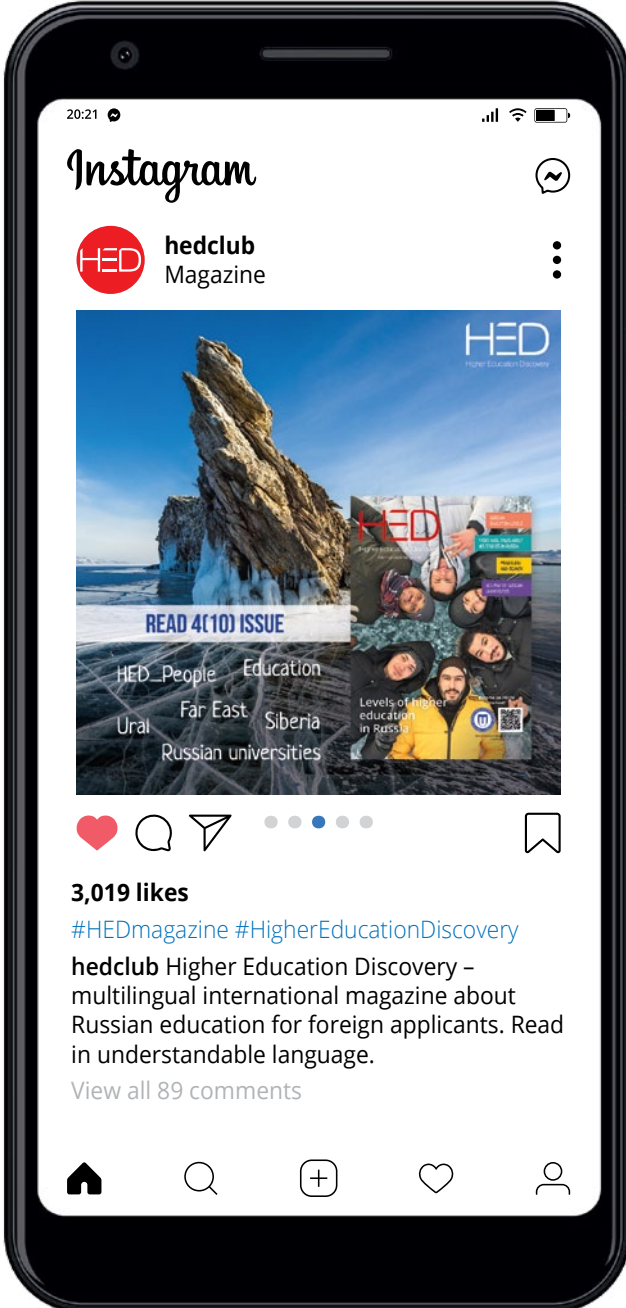 20:21
Instagram
HED
hedclub
Magazine
HED
Higher Education Discovery
HED
READ 4(10) ISSUE
HED_People Education
Ural Far East Siberia
Russian universities
Levels of higher
education
in Russia
3,019 likes
#HEDmagazine #HigherEducationDiscovery
hedclub Higher Education Discovery –
multilingual international magazine about
Russian education for foreign applicants. Read
in understandable language.
View all 89 comments